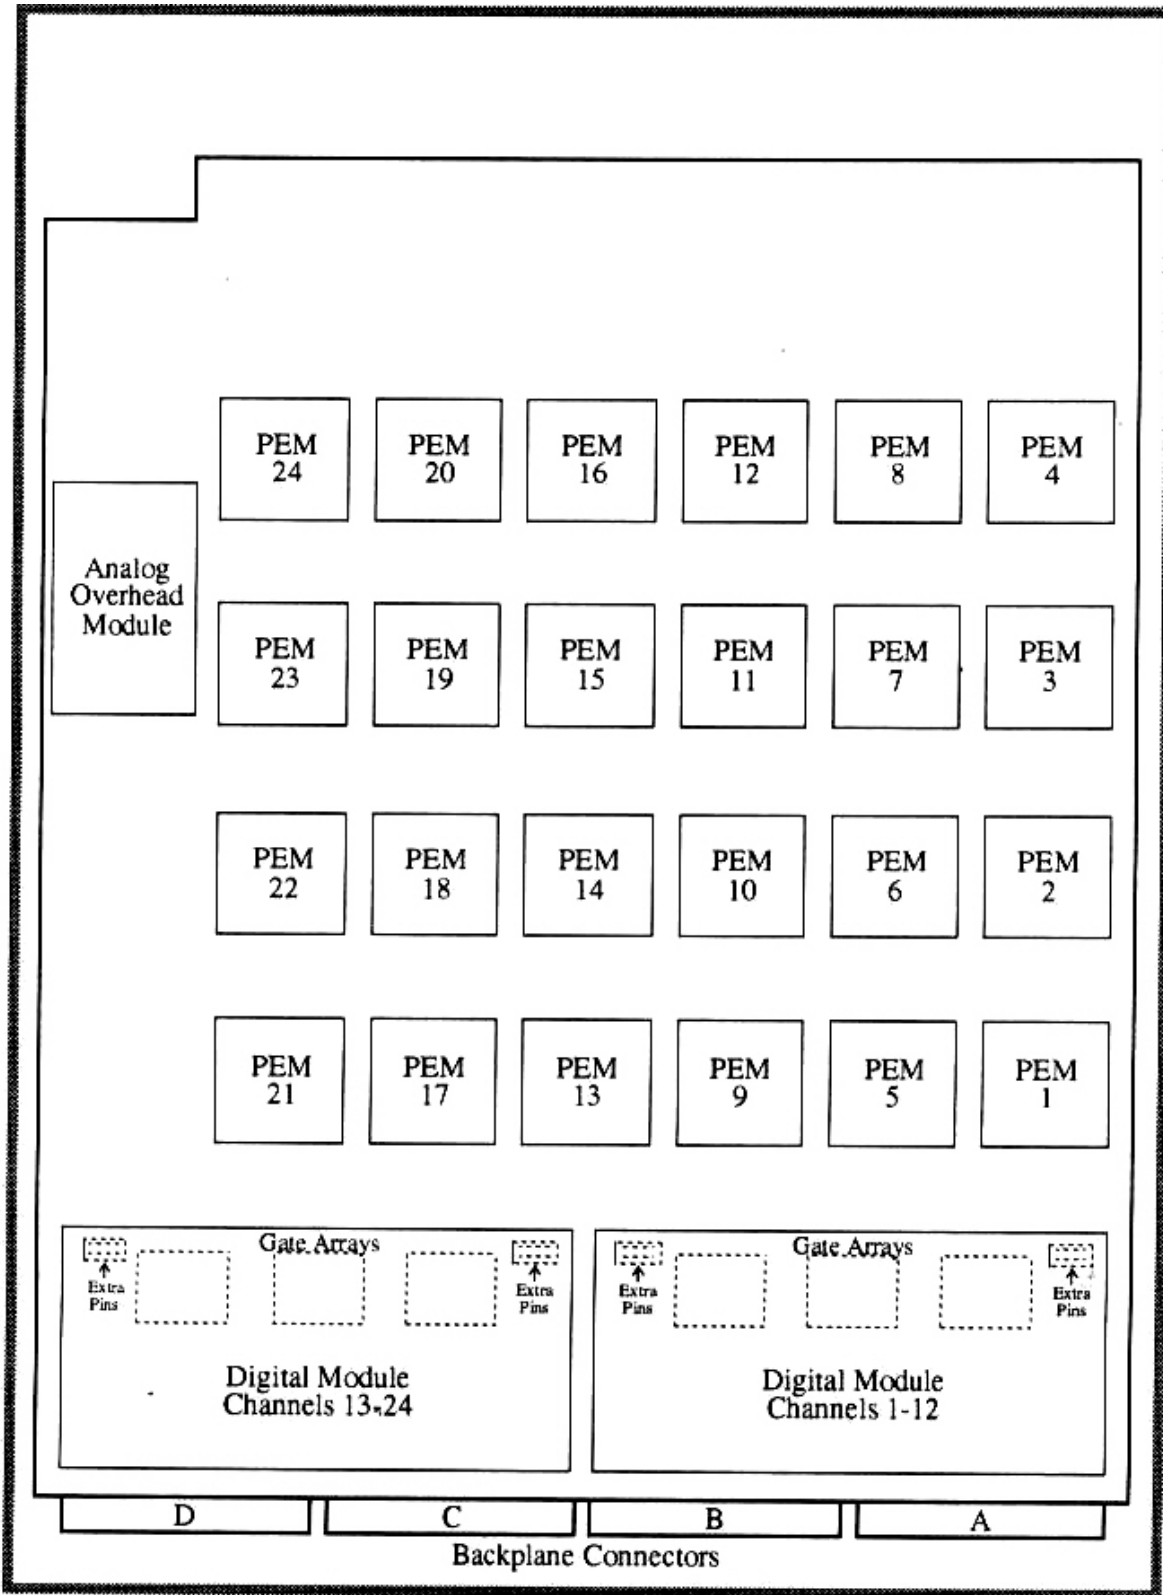 PEM
24
PEM
20
PEM
16
PEM
12
PEM
8
PEM
4
Analog
Overhead
Module
PEM
23
PEM
19
PEM
15
PEM
11
PEM
7
PEM
3
PEM
22
PEM
18
PEM
14
PEM
10
PEM
6
PEM
2
PEM
21
PEM
17
PEM
13
PEM
9
PEM
5
PEM
1
Gate Arrays
Extra
Pins
Extra
Pins
Digital Module
Channels 13-24
Gate Arrays
Extra
Pins
Extra
Pins
Digital Module
Channels 1-12
D
C
B
A
Backplane Connectors